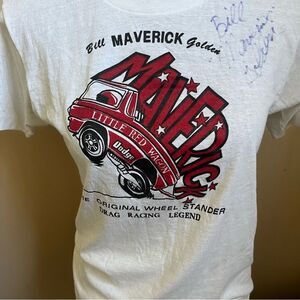 Bill MAVERICK Golden
Bill
MAVERICK
LITTLE RED WAGON
Dodge
THE ORIGINAL WHEEL STANDER
DRAG RACING LEGEND